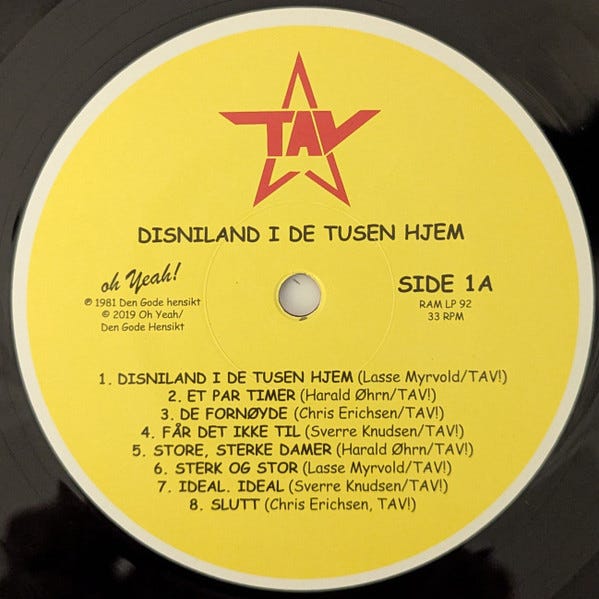 TAV
DISNILAND I DE TUSEN HJEM
oh Yeah!
℗ 1981 Den Gode hensikt
© 2019 Oh Yeah/
Den Gode Hensikt
SIDE 1A
RAM LP 92
33 RPM
1. DISNILAND I DE TUSEN HJEM (Lasse Myrvold/TAV!)
2. ET PAR TIMER (Harald Øhrn/TAV!)
3. DE FORNØYDE (Chris Erichsen/TAV!)
4. FÅR DET IKKE TIL (Sverre Knudsen/TAV!)
5. STORE, STERKE DAMER (Harald Øhrn/TAV!)
6. STERK OG STOR (Lasse Myrvold/TAV!)
7. IDEAL. IDEAL (Sverre Knudsen/TAV!)
8. SLUTT (Chris Erichsen, TAV!)